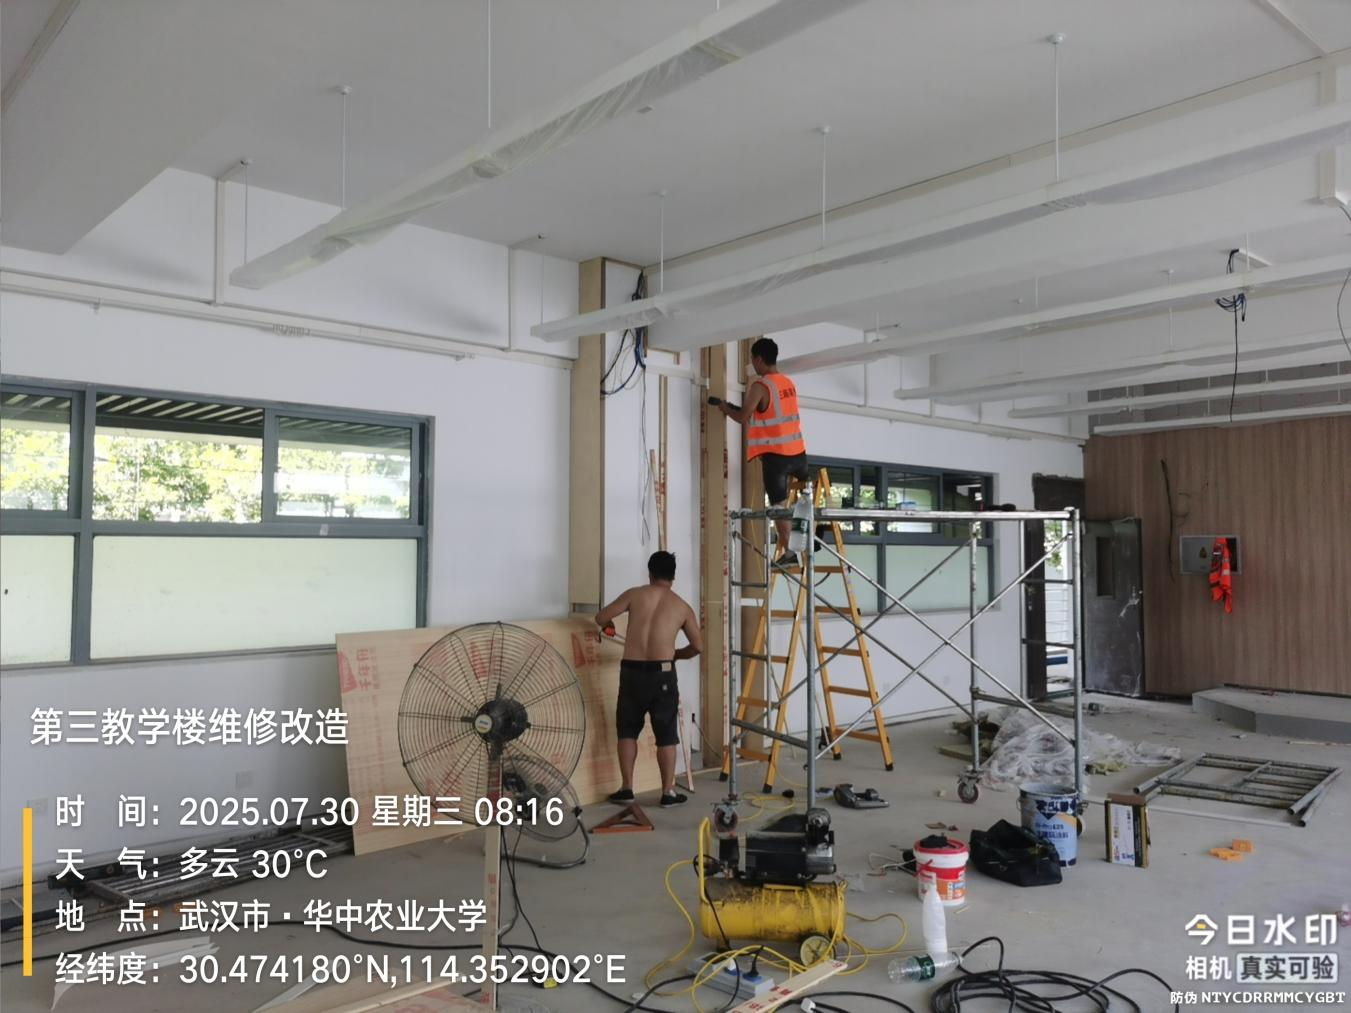 第三教学楼维修改造
时 间：2025.07.30 星期三 08:16
天 气：多云 30°C
地 点：武汉市·华中农业大学
经纬度：30.474180°N,114.352902°E
今日水印
相机 真实可验
防伪 NTYCDRRMMCYGBT